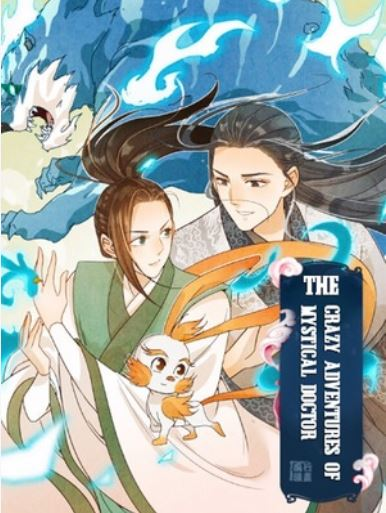 THE
CRAZY ADVENTURES OF
MYSTICAL DOCTOR